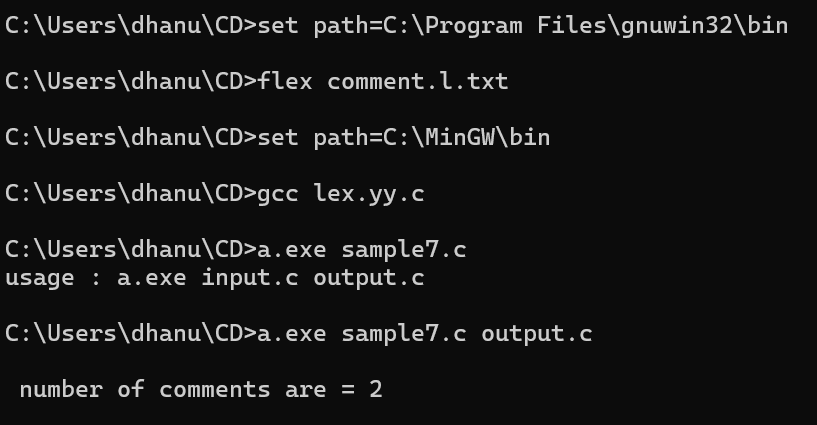 C:\Users\dhanu\CD>set path=C:\Program Files\gnuwin32\bin
C:\Users\dhanu\CD>flex comment.l.txt
C:\Users\dhanu\CD>set path=C:\MinGW\bin
C:\Users\dhanu\CD>gcc lex.yy.c
C:\Users\dhanu\CD>a.exe sample7.c
usage : a.exe input.c output.c
C:\Users\dhanu\CD>a.exe sample7.c output.c
number of comments are = 2